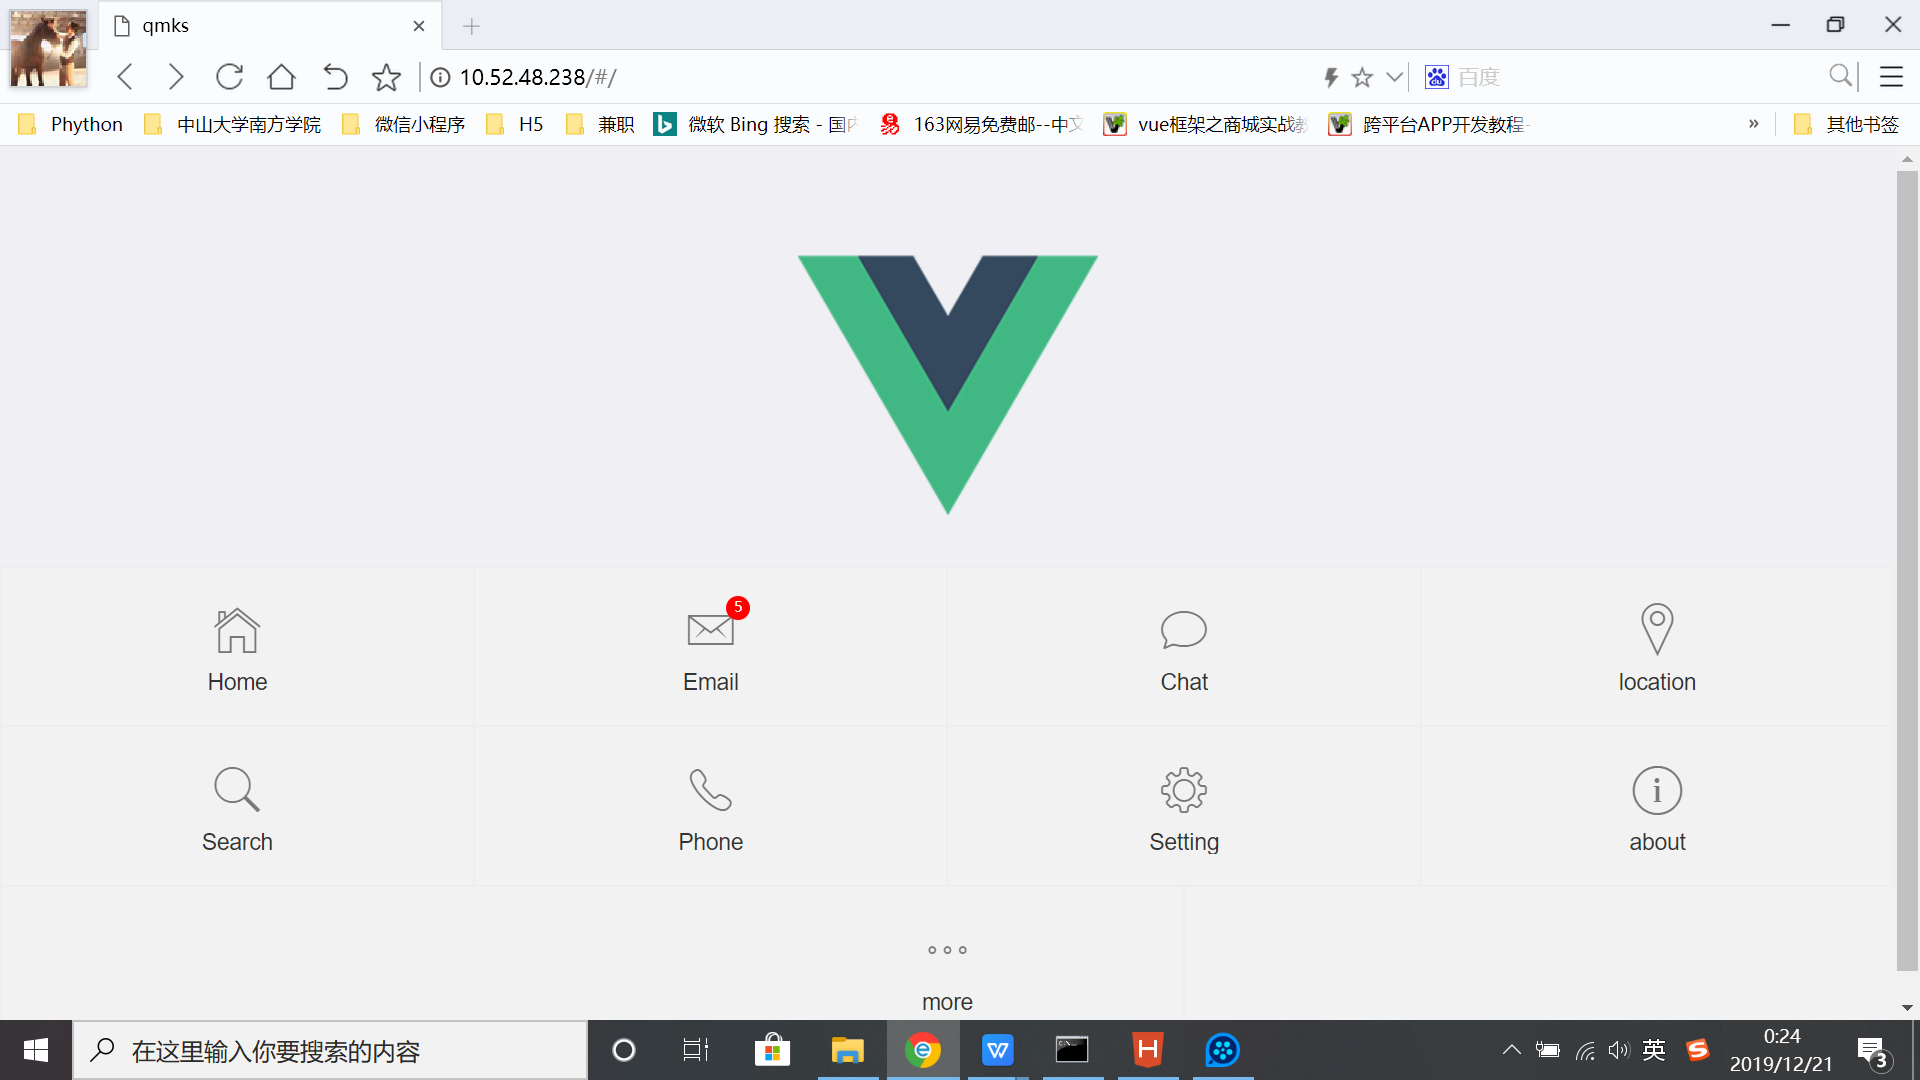 qmks
10.52.48.238/#/
百度
Phython
中山大学南方学院
微信小程序
H5
兼职
微软 Bing 搜索 - 国内
163网易免费邮--中文
vue框架之商城实战教
跨平台APP开发教程-
»
其他书签
Home
5
Email
Chat
location
Search
Phone
Setting
about
more
在这里输入你要搜索的内容
英
0:24
2019/12/21
3